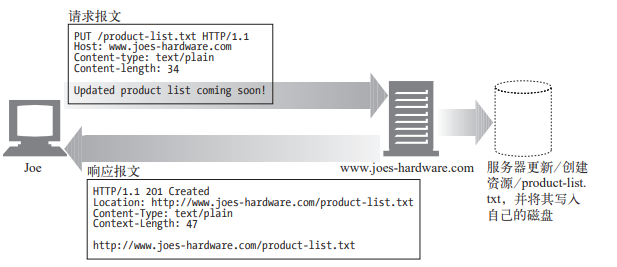 请求报文
PUT /product-list.txt HTTP/1.1
Host: www.joes-hardware.com
Content-type: text/plain
Content-length: 34
Updated product list coming soon!
Joe
www.joes-hardware.com
服务器更新/创建
资源/product-list.
txt，并将其写入
自己的磁盘
响应报文
HTTP/1.1 201 Created
Location: http://www.joes-hardware.com/product-list.txt
Content-Type: text/plain
Context-Length: 47
http://www.joes-hardware.com/product-list.txt